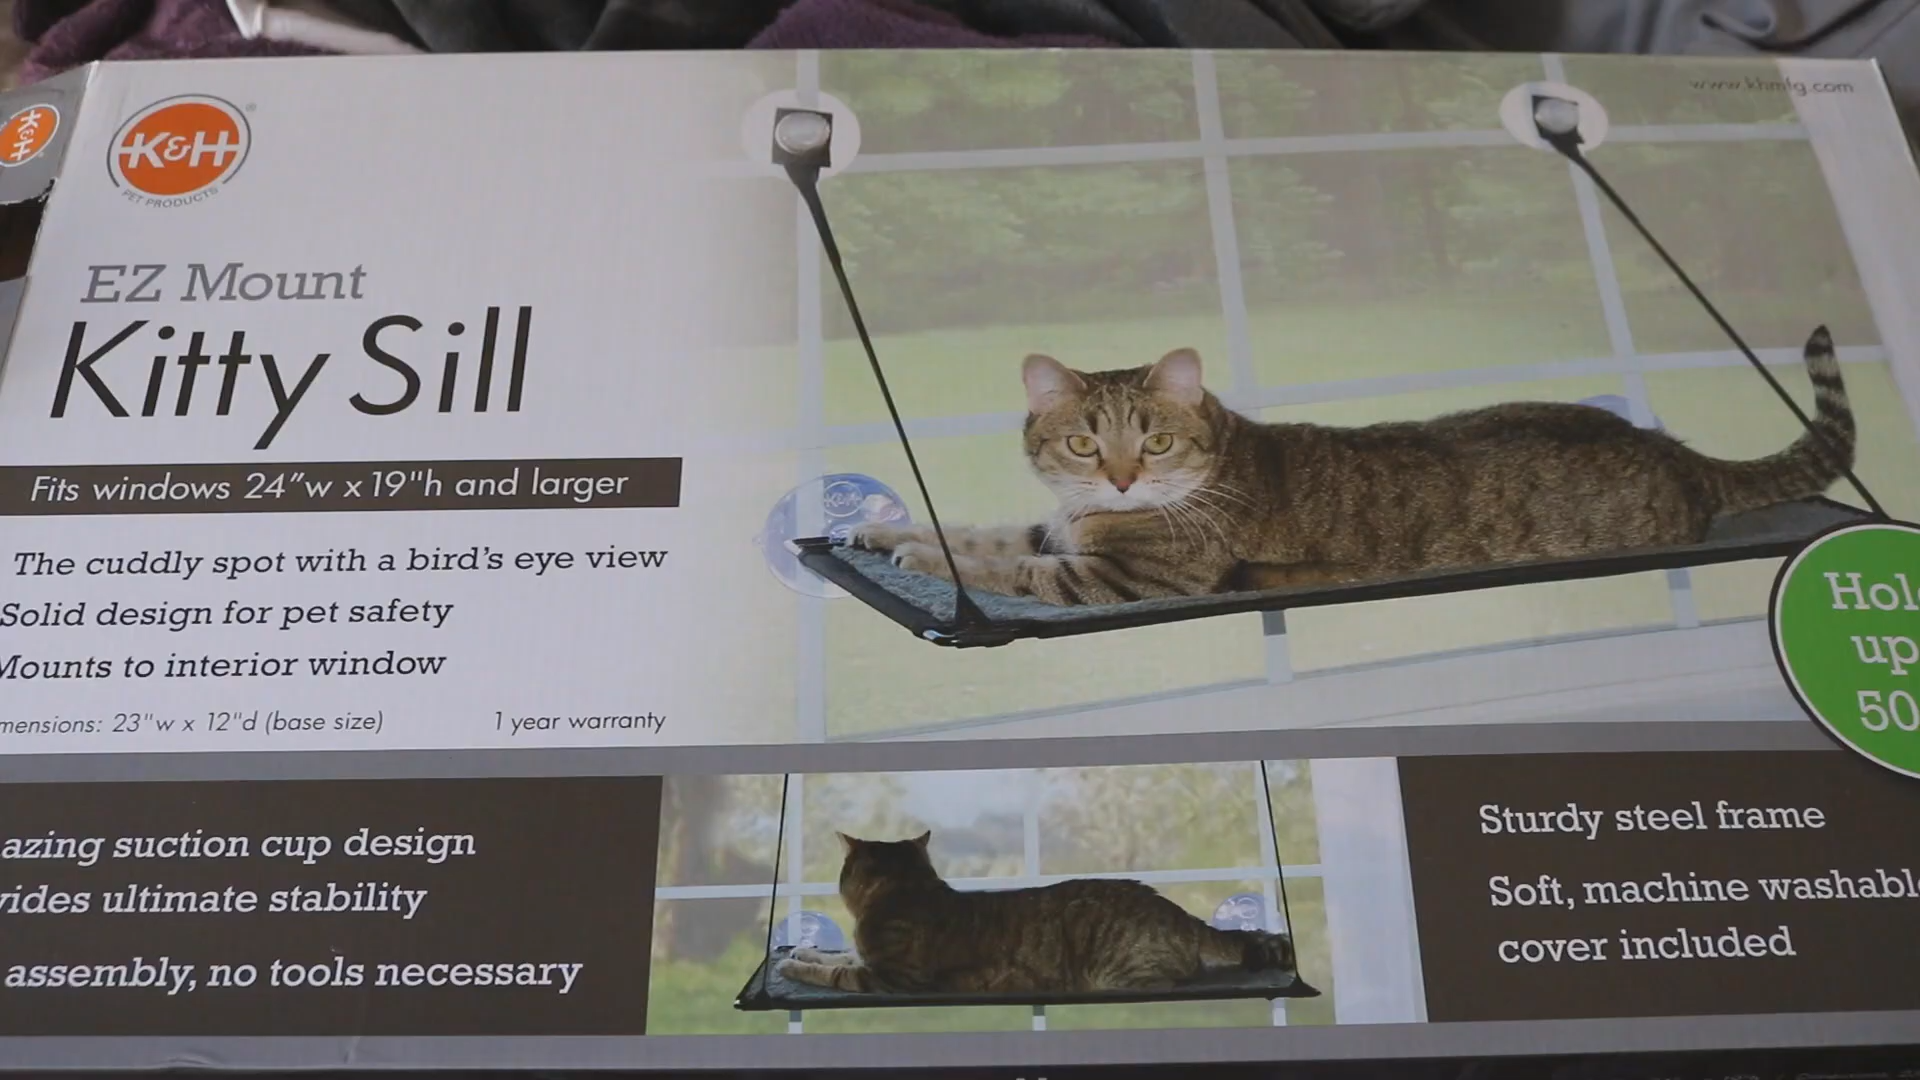 K&H
K&H
PET PRODUCTS
www.khmfg.com
EZ Mount
Kitty Sill
Fits windows 24"w x 19"h and larger
The cuddly spot with a bird's eye view
Solid design for pet safety
Mounts to interior window
mensions: 23"w x 12"d (base size) 1 year warranty
K&H
Hol
up
50
azing suction cup design
vides ultimate stability
assembly, no tools necessary
Sturdy steel frame
Soft, machine washable
cover included